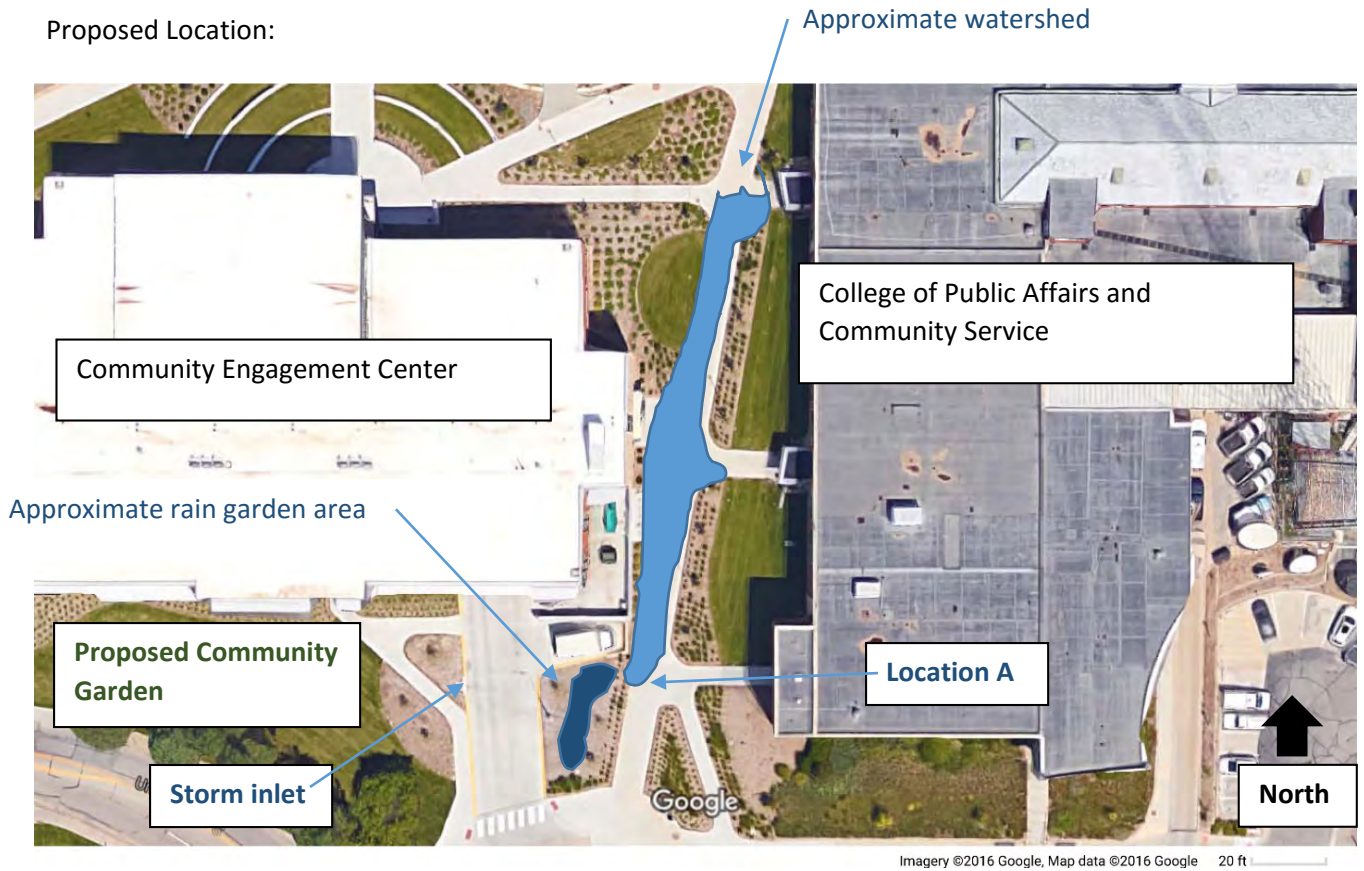 Proposed Location:
Approximate watershed
College of Public Affairs and
Community Service
Community Engagement Center
Approximate rain garden area
Proposed Community
Garden
Location A
Storm inlet
North
Google
Imagery ©2016 Google, Map data ©2016 Google 20 ft